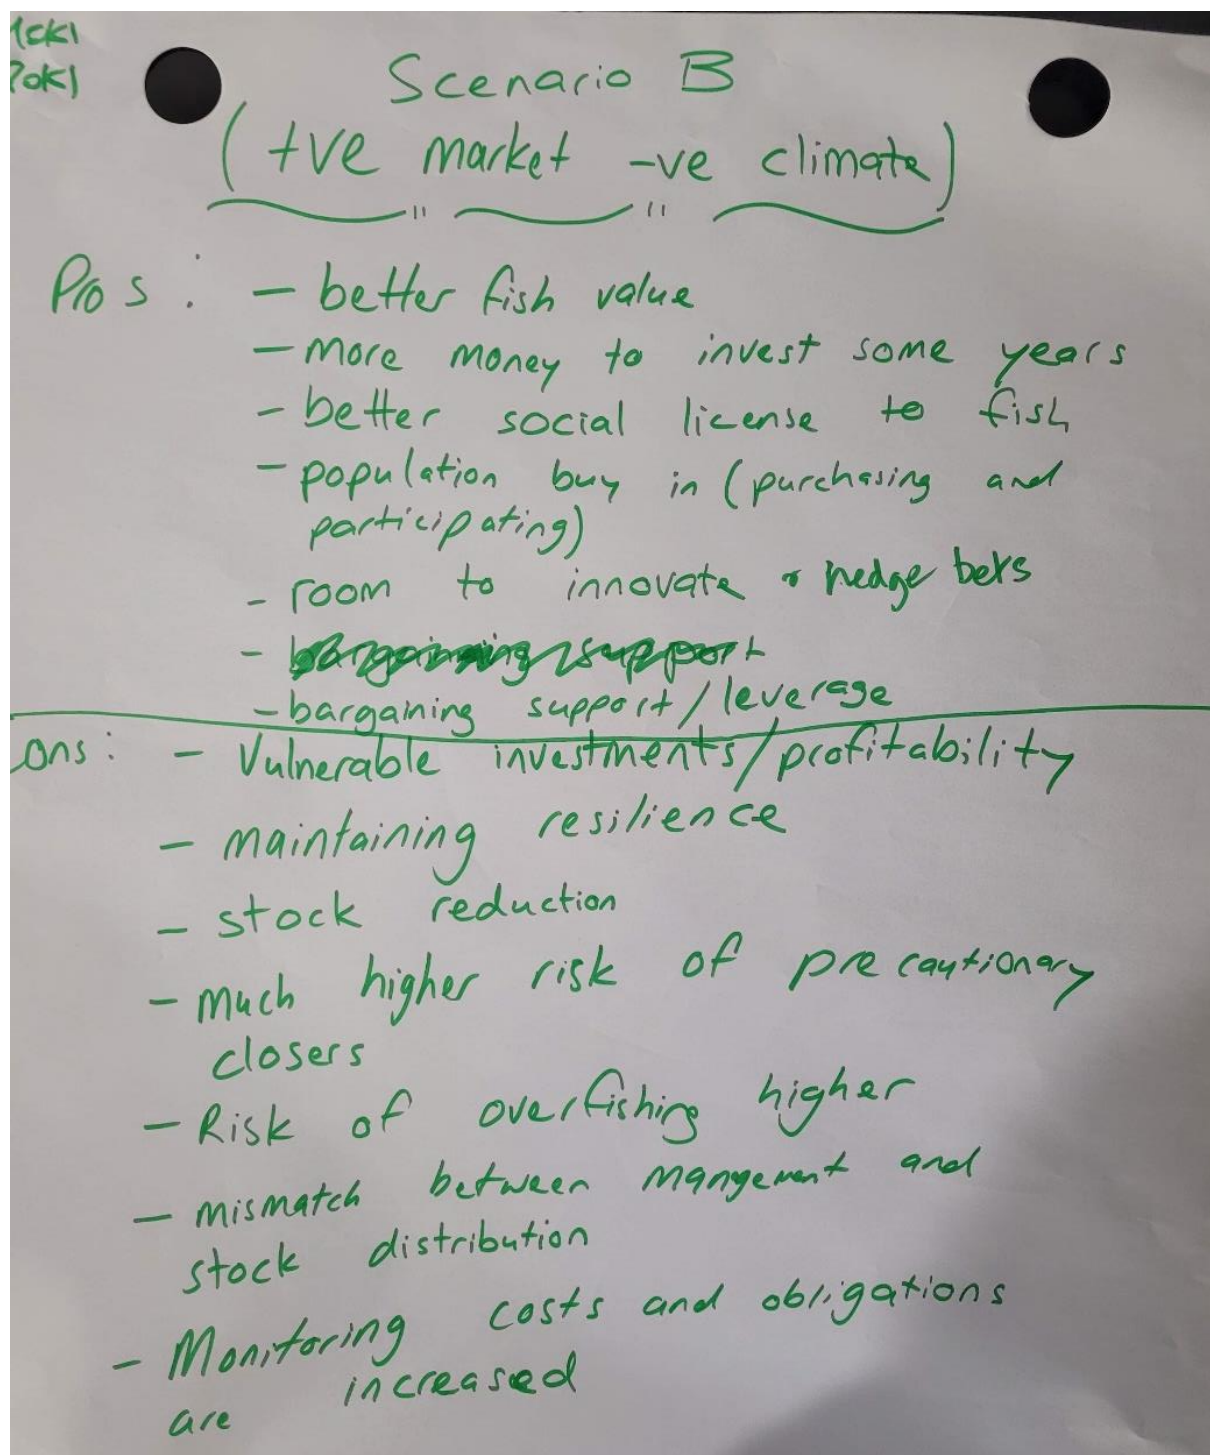 Scenario B
(+ve market -ve climate)
Pros: - better fish value
- more money to invest some years
- better social license to fish
- population buy in (purchasing and
participating)
- room to innovate + hedge bets
- bargaining support
- bargaining support/leverage
ons: - Vulnerable investments/profitability
- maintaining resilience
- stock reduction
- much higher risk of precautionary
closers
- Risk of overfishing higher
- mismatch between mangement and
stock distribution
- Monitoring costs and obligations
are increased